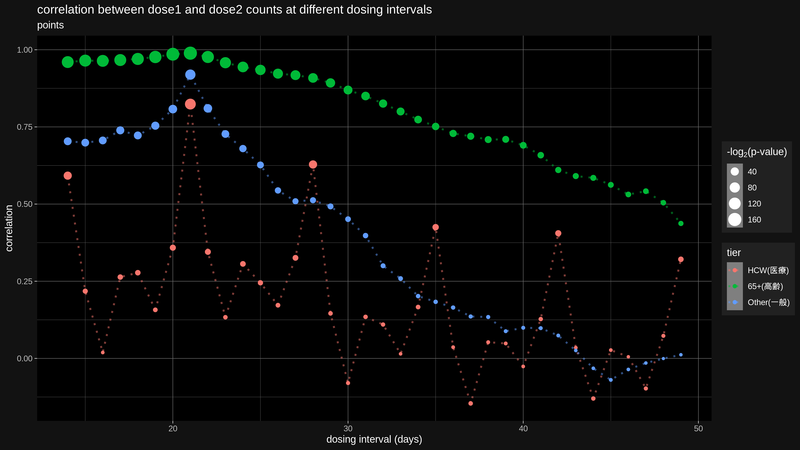 correlation between dose1 and dose2 counts at different dosing intervals
points
1.00
0.75
0.50
0.25
0.00
correlation
20
30
40
50
dosing interval (days)
-log2(p-value)
40
80
120
160
tier
HCW(医療)
65+(高齢)
Other(一般)